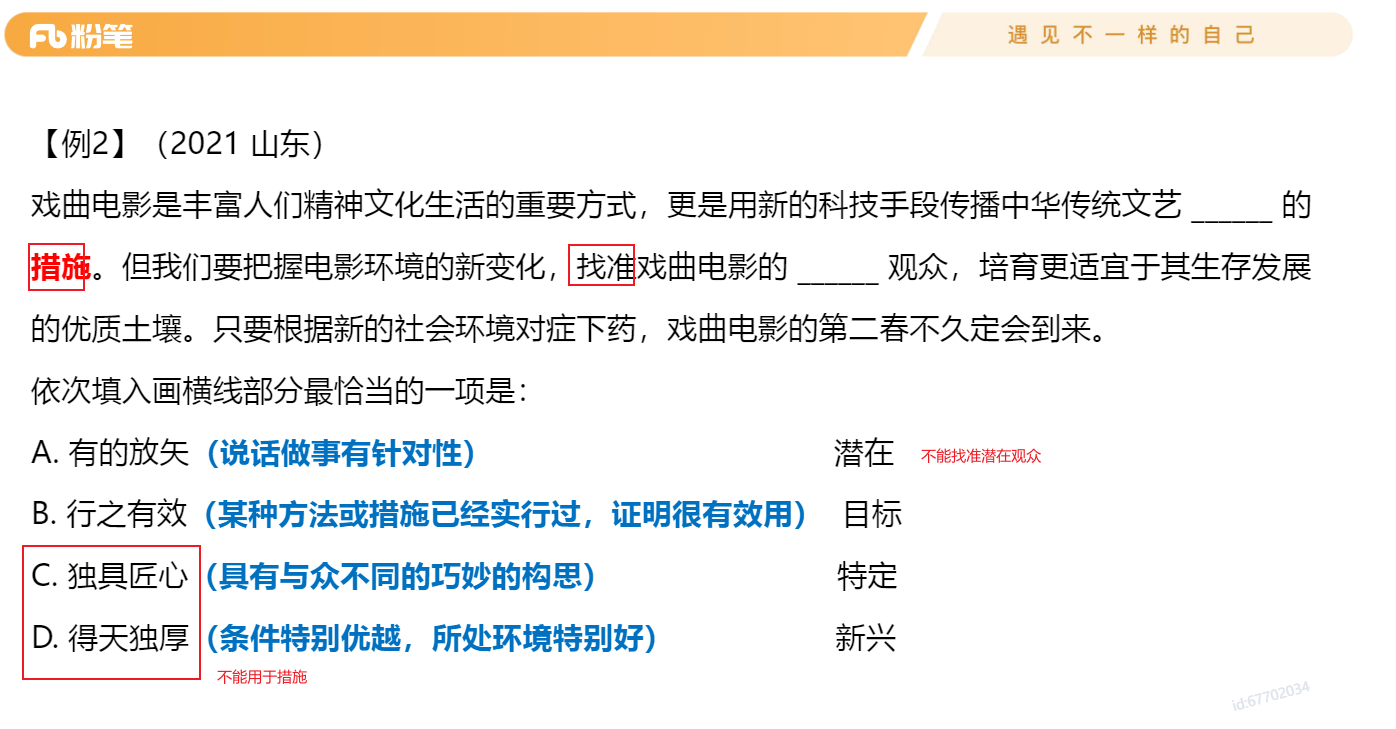 粉笔
遇见不一样的自己
【例2】（2021 山东）
戏曲电影是丰富人们精神文化生活的重要方式，更是用新的科技手段传播中华传统文艺 ______ 的
措施。但我们要把握电影环境的新变化，找准戏曲电影的 ______ 观众，培育更适宜于其生存发展
的优质土壤。只要根据新的社会环境对症下药，戏曲电影的第二春不久定会到来。
依次填入画横线部分最恰当的一项是：
A. 有的放矢（说话做事有针对性） 潜在 不能找准潜在观众
B. 行之有效（某种方法或措施已经实行过，证明很有效用） 目标
C. 独具匠心（具有与众不同的巧妙的构思） 特定
D. 得天独厚（条件特别优越，所处环境特别好） 新兴
不能用于措施
id:67702034